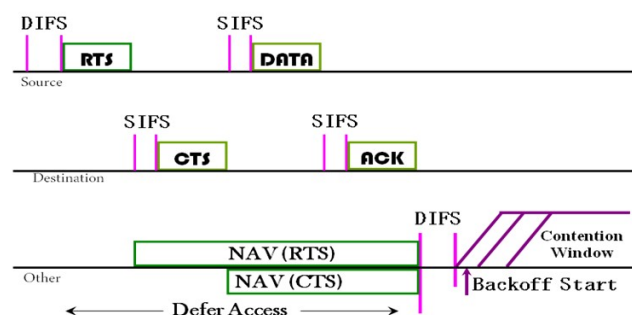 DIFS SIFS
RTS DATA
Source
SIFS SIFS
CTS ACK
Destination
DIFS
NAV (RTS) Contention
Window
Other NAV (CTS) Backoff Start
Defer Access